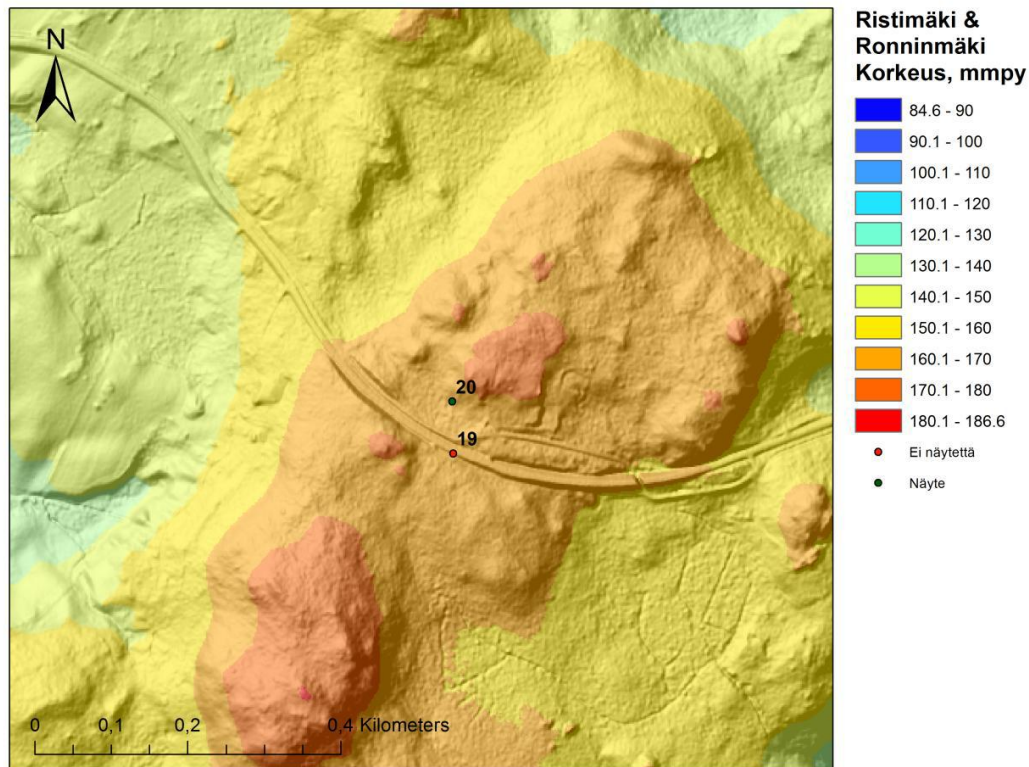 N
20
19
0
0,1
0,2
0,4 Kilometers
Ristimäki &
Ronninmäki
Korkeus, mmpy
84.6 - 90
90.1 - 100
100.1 - 110
110.1 - 120
120.1 - 130
130.1 - 140
140.1 - 150
150.1 - 160
160.1 - 170
170.1 - 180
180.1 - 186.6
Ei näytettä
Näyte